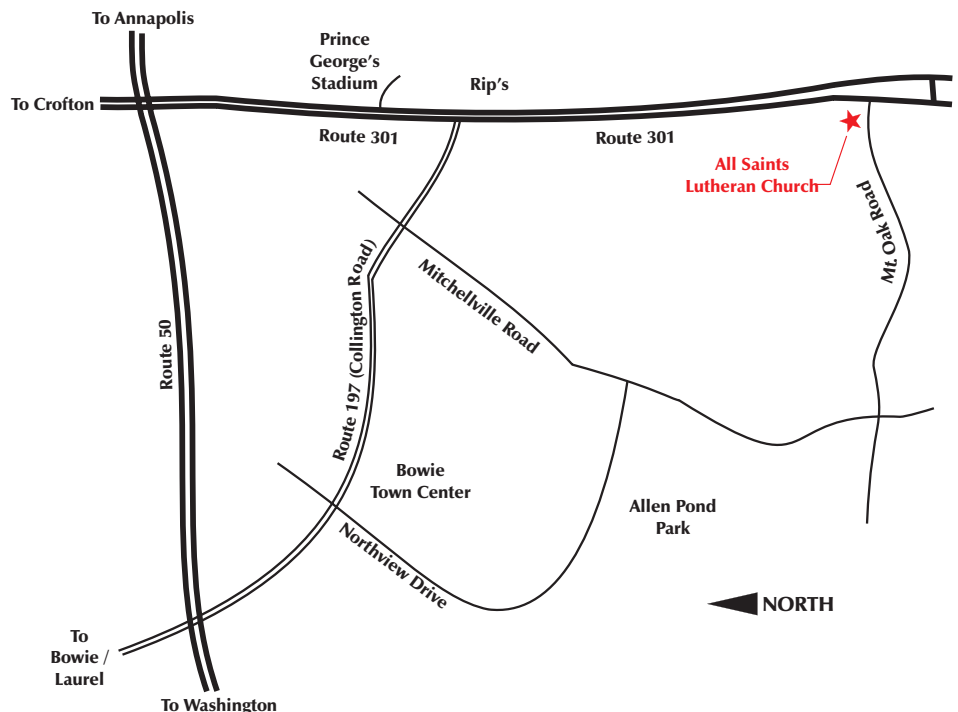 To Annapolis
Prince
George's
Stadium
Rip's
To Crofton
Route 301
Route 301
All Saints
Lutheran Church
Mt. Oak Road
Mitchellville Road
Route 50
Route 197 (Collington Road)
Bowie
Town Center
Allen Pond
Park
Northview Drive
NORTH
To
Bowie /
Laurel
To Washington